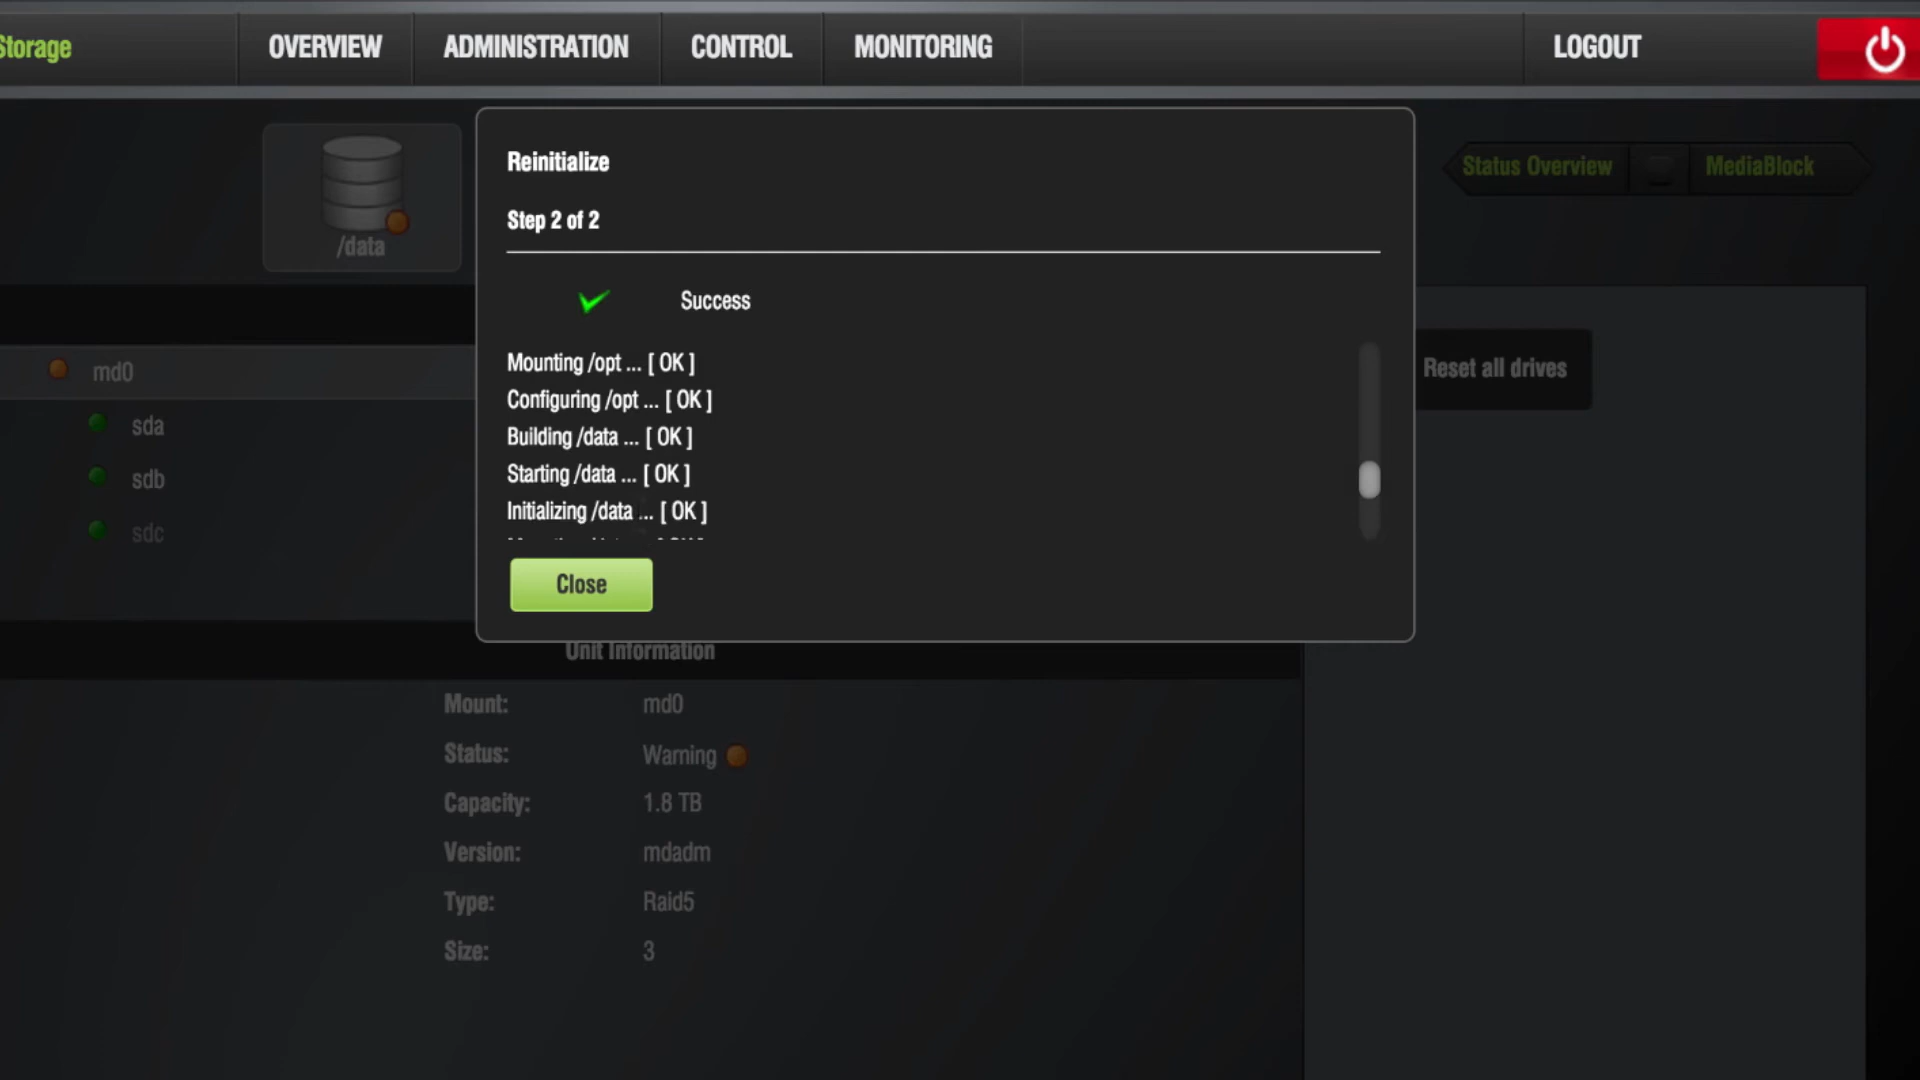 Storage
OVERVIEW
ADMINISTRATION
CONTROL
MONITORING
LOGOUT
/data
Reinitialize
Step 2 of 2
Status Overview
MediaBlock
Success
Mounting /opt ... [ OK ]
Configuring /opt ... [ OK ]
Building /data ... [ OK ]
Starting /data ... [ OK ]
Initializing /data ... [ OK ]
Close
md0
sda
sdb
sdc
Reset all drives
Unit Information
Mount: md0
Status: Warning
Capacity: 1.8 TB
Version: mdadm
Type: Raid5
Size: 3